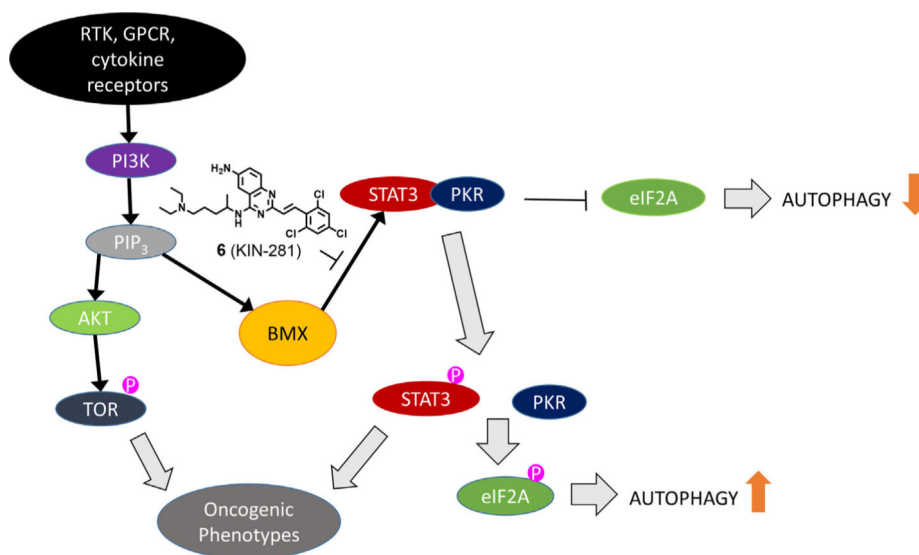 RTK, GPCR,
cytokine
receptors
PI3K
PIP3
AKT
P
TOR
H2N
N
N
N
HN
H
Cl
Cl
Cl
6 (KIN-281)
BMX
STAT3
PKR
eIF2A
AUTOPHAGY
P
STAT3
PKR
P
eIF2A
AUTOPHAGY
Oncogenic
Phenotypes